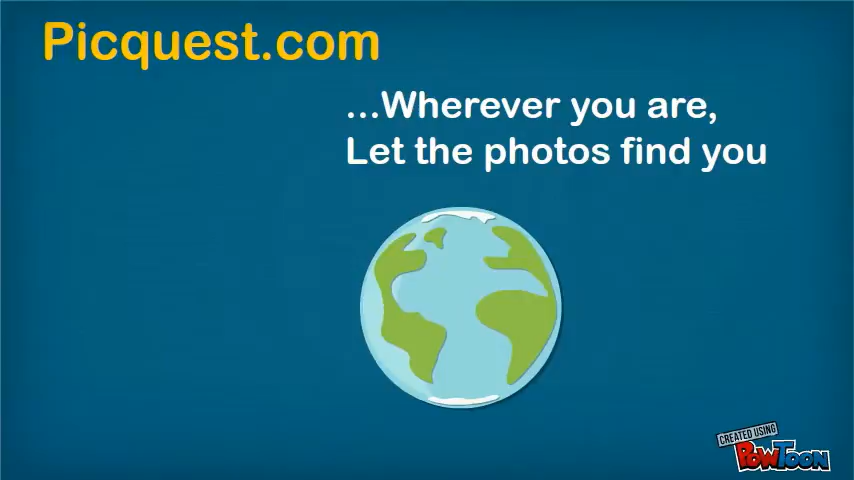 Picquest.com
...Wherever you are,
Let the photos find you
CREATED USING
POWTOON